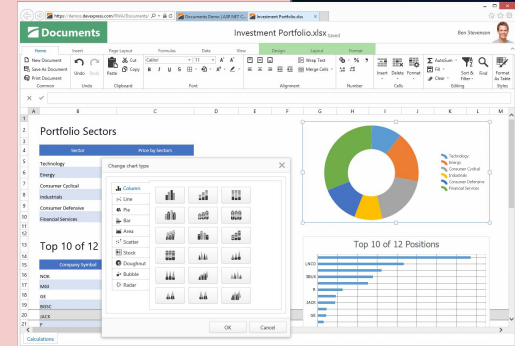 https://demos.devexpress.com/RWA/Documents/
Documents Demo | ASP.NET C...
Investment Portfolio.xlsx
Documents
Investment Portfolio.xlsx saved
Ben Stevenson
Home Insert Page Layout Formulas Data View Design Layout Format
New Document
Save As Document
Print Document
Undo Redo
Paste
Cut
Copy
Calibri 11
B I U S
Wrap Text
Merge Cells
Insert Delete Format
AutoSum
Fill
Clear
Sort & Filter
Find
Format As Table
Common Undo Clipboard Font Alignment Number Cells Editing Styles
A B C D E F G H I J K L M
Portfolio Sectors
Sector Price by Sectors
Technology
Energy
Consumer Cyclical
Industrials
Consumer Defensive
Financial Services
Top 10 of 12
Company Symbol
NOK
MBI
GE
BGSC
JACK
F
Change chart type
Column
Line
Pie
Bar
Area
Scatter
Stock
Doughnut
Bubble
Radar
OK Cancel
Technology
Energy
Consumer Cyclical
Industrials
Consumer Defensive
Financial Services
Top 10 of 12 Positions
LNCO
SBUX
R
JACK
GE
Calculations